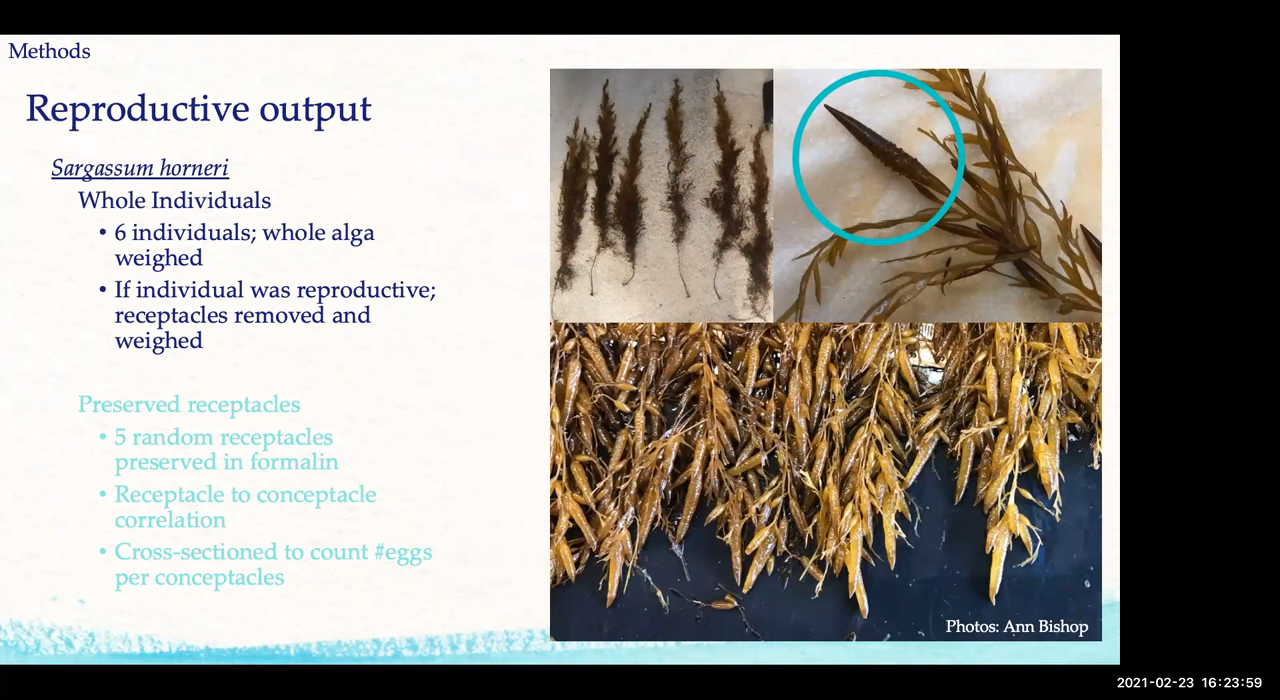 Methods
Reproductive output
Sargassum horneri
Whole Individuals
• 6 individuals; whole alga
weighed
• If individual was reproductive;
receptacles removed and
weighed
Preserved receptacles
• 5 random receptacles
preserved in formalin
• Receptacle to conceptacle
correlation
• Cross-sectioned to count #eggs
per conceptacles
Photos: Ann Bishop
2021-02-23 16:23:59